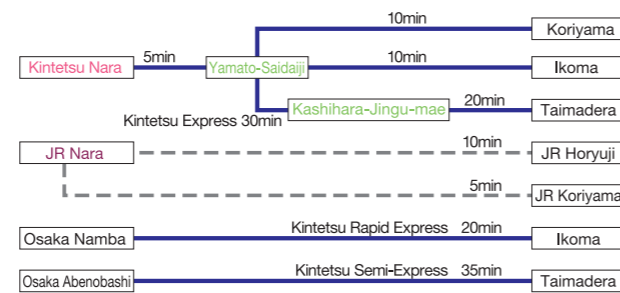 10min
Koriyama
Kintetsu Nara 5min Yamato-Saidaiji 10min Ikoma
Kintetsu Express 30min Kashihara-Jingu-mae 20min Taimadera
JR Nara 10min JR Horyuji
5min JR Koriyama
Osaka Namba Kintetsu Rapid Express 20min Ikoma
Osaka Abenobashi Kintetsu Semi-Express 35min Taimadera